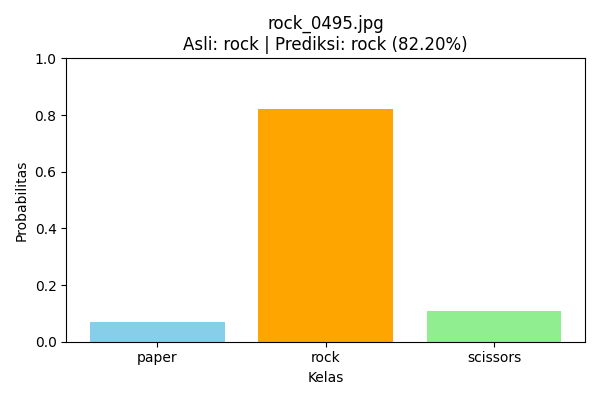 rock_0495.jpg
Asli: rock | Prediksi: rock (82.20%)
1.0
0.8
0.6
0.4
0.2
0.0
Probabilitas
paper
rock
scissors
Kelas